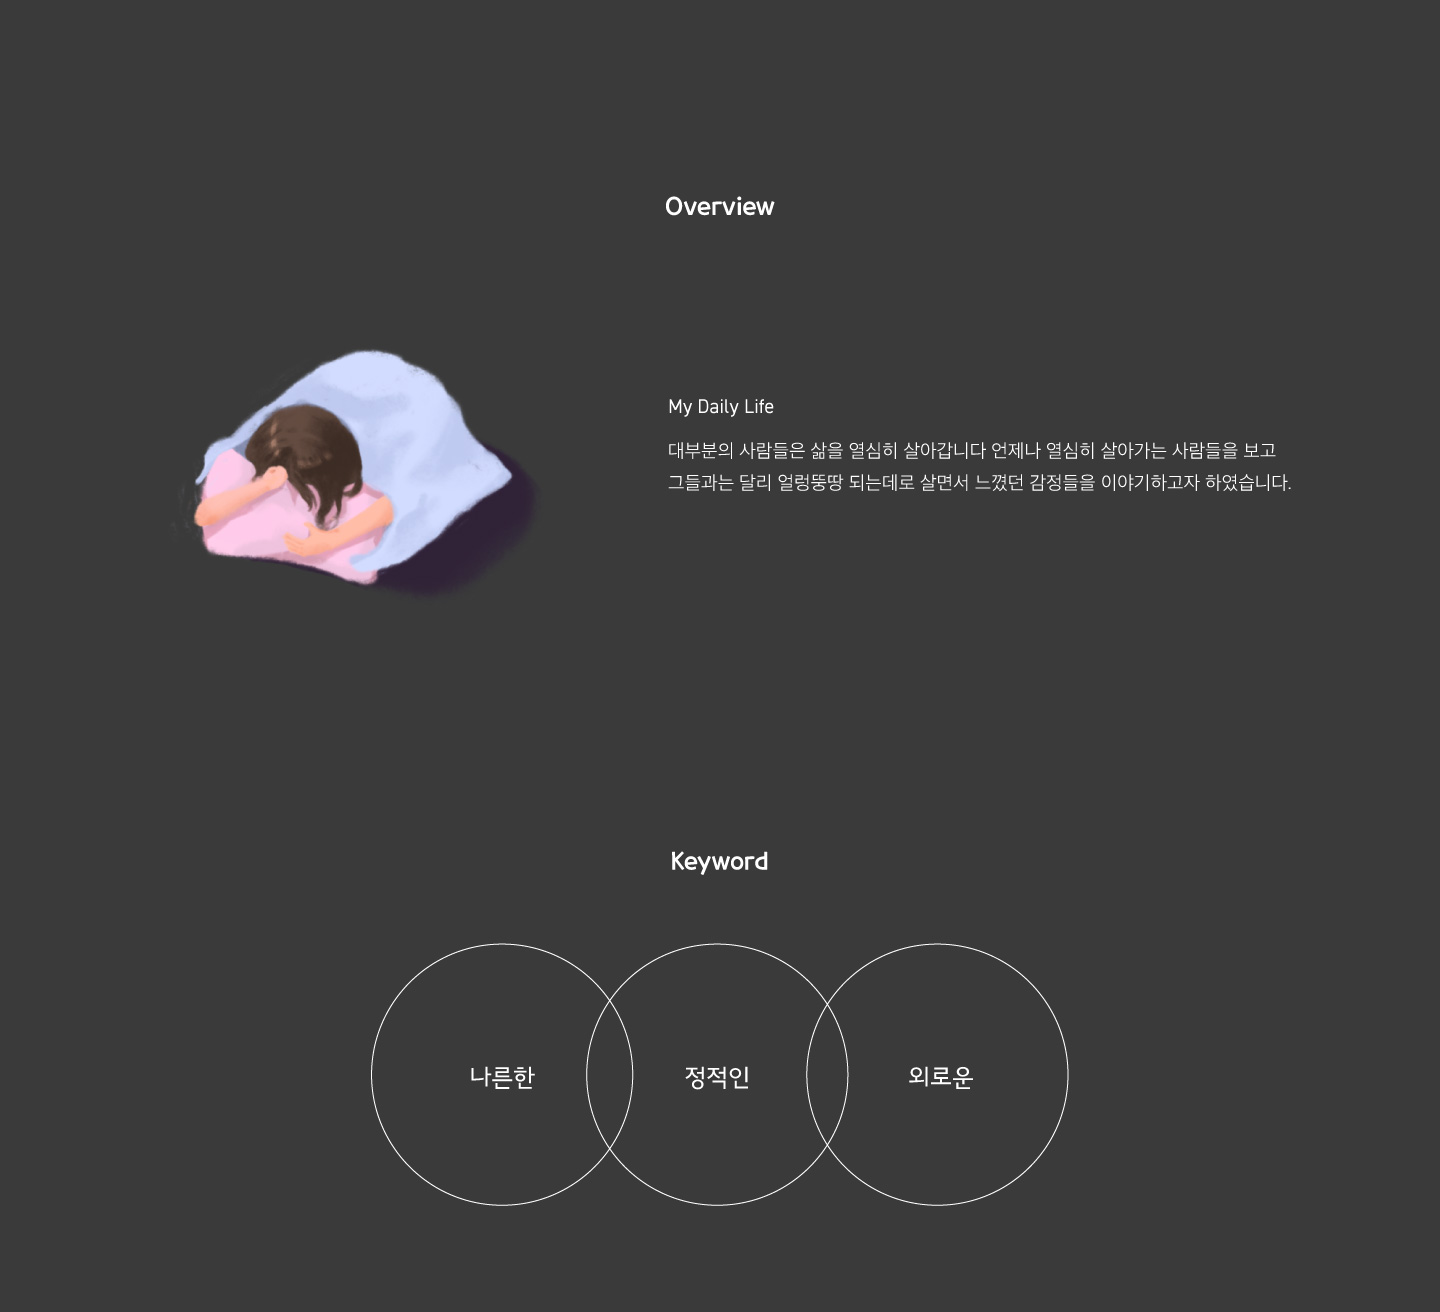 Overview
My Daily Life
대부분의 사람들은 삶을 열심히 살아갑니다 언제나 열심히 살아가는 사람들을 보고
그들과는 달리 얼렁뚱땅 되는데로 살면서 느꼈던 감정들을 이야기하고자 하였습니다.
Keyword
나른한
정적인
외로운